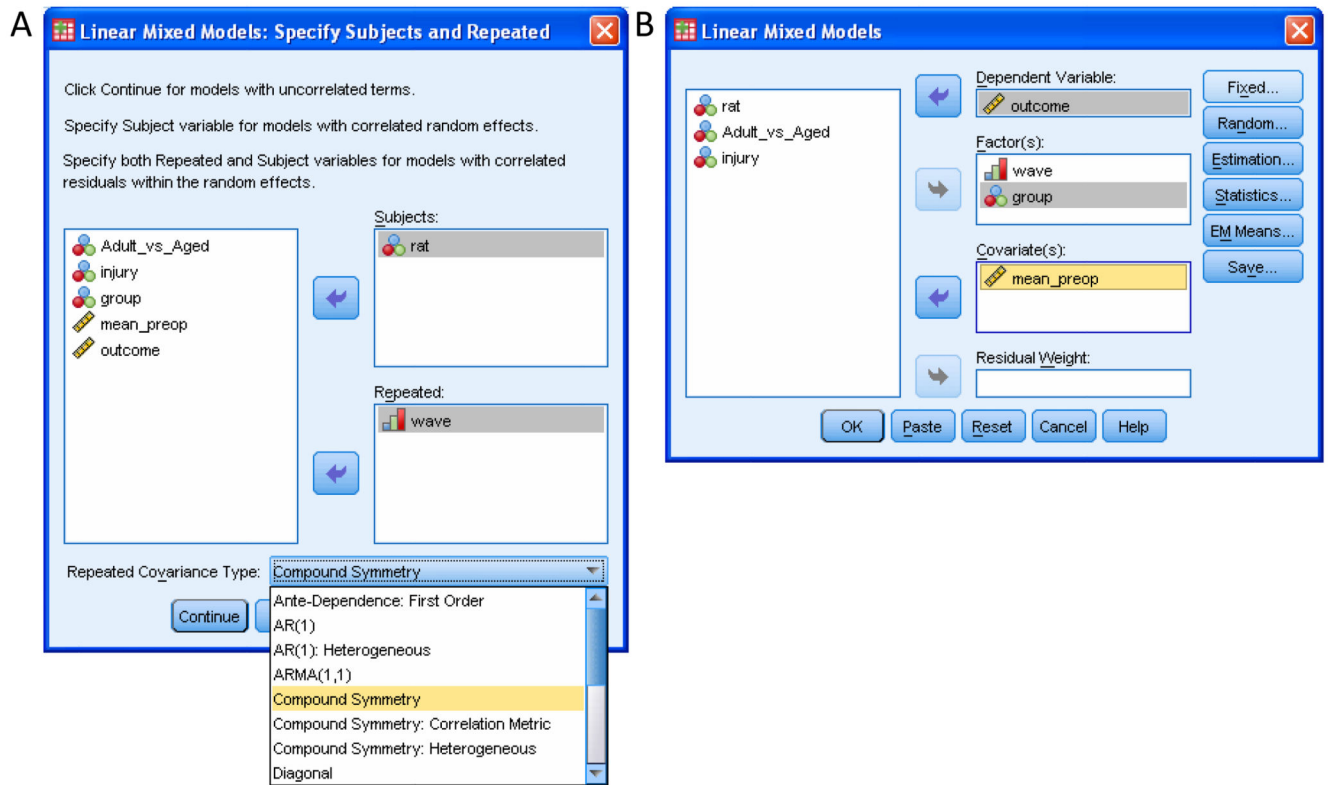 A
Linear Mixed Models: Specify Subjects and Repeated
Click Continue for models with uncorrelated terms.
Specify Subject variable for models with correlated random effects.
Specify both Repeated and Subject variables for models with correlated
residuals within the random effects.
Adult_vs_Aged
injury
group
mean_preop
outcome
Subjects:
rat
Repeated:
wave
Repeated Covariance Type: Compound Symmetry
Continue
Ante-Dependence: First Order
AR(1)
AR(1): Heterogeneous
ARMA(1,1)
Compound Symmetry
Compound Symmetry: Correlation Metric
Compound Symmetry: Heterogeneous
Diagonal
B
Linear Mixed Models
rat
Adult_vs_Aged
injury
Dependent Variable:
outcome
Factor(s):
wave
group
Covariate(s):
mean_preop
Residual Weight:
Fixed...
Random...
Estimation...
Statistics...
EM Means...
Save...
OK Paste Reset Cancel Help